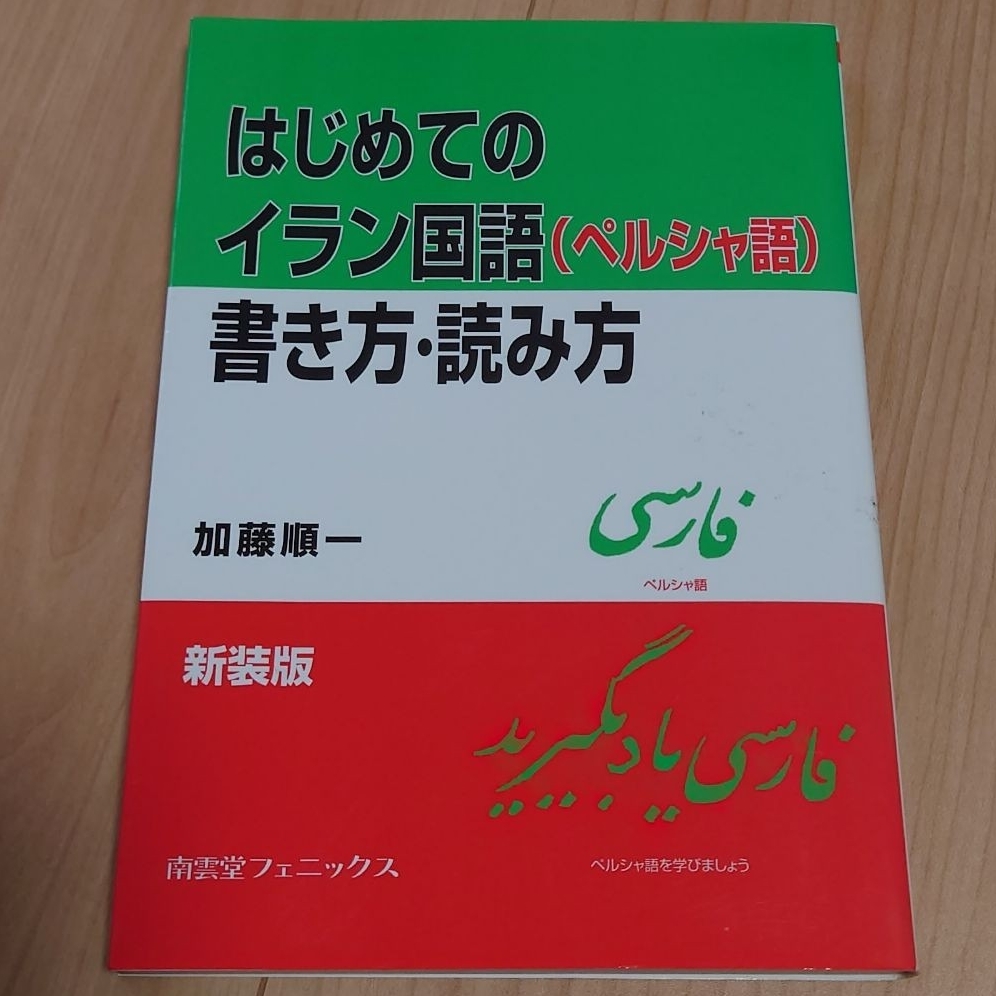 はじめての
イラン国語(ペルシャ語)
書き方・読み方
加藤順一
فارسی
ペルシャ語
新装版
فارسی یاد بگیرید
南雲堂フェニックス
ペルシャ語を学びましょう